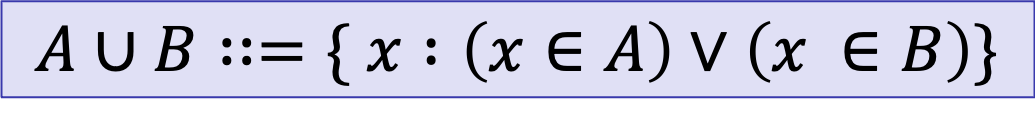 A ∪ B ::= { x : (x ∈ A) ∨ (x ∈ B)}